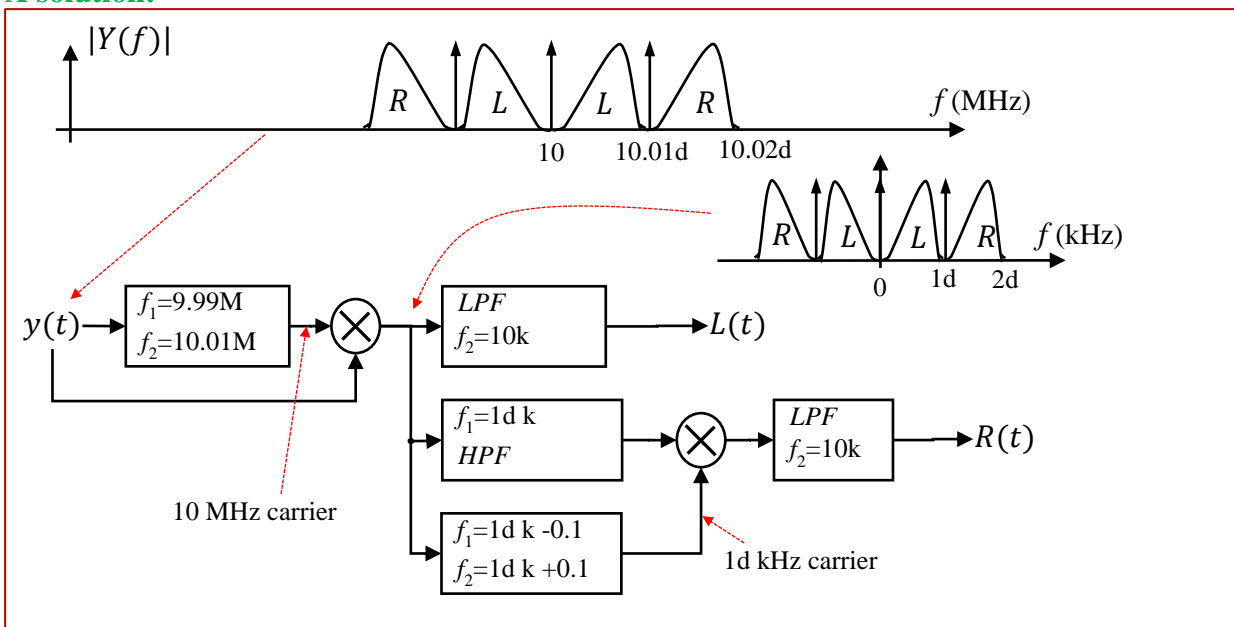 A solution:
|Y(f)|
R L L R
f (MHz)
10 10.01d 10.02d
R L L R
f (kHz)
0 1d 2d
y(t)
f₁=9.99M
f₂=10.01M
LPF
f₂=10k
L(t)
f₁=1d k
HPF
LPF
f₂=10k
R(t)
10 MHz carrier
f₁=1d k -0.1
f₂=1d k +0.1
1d kHz carrier